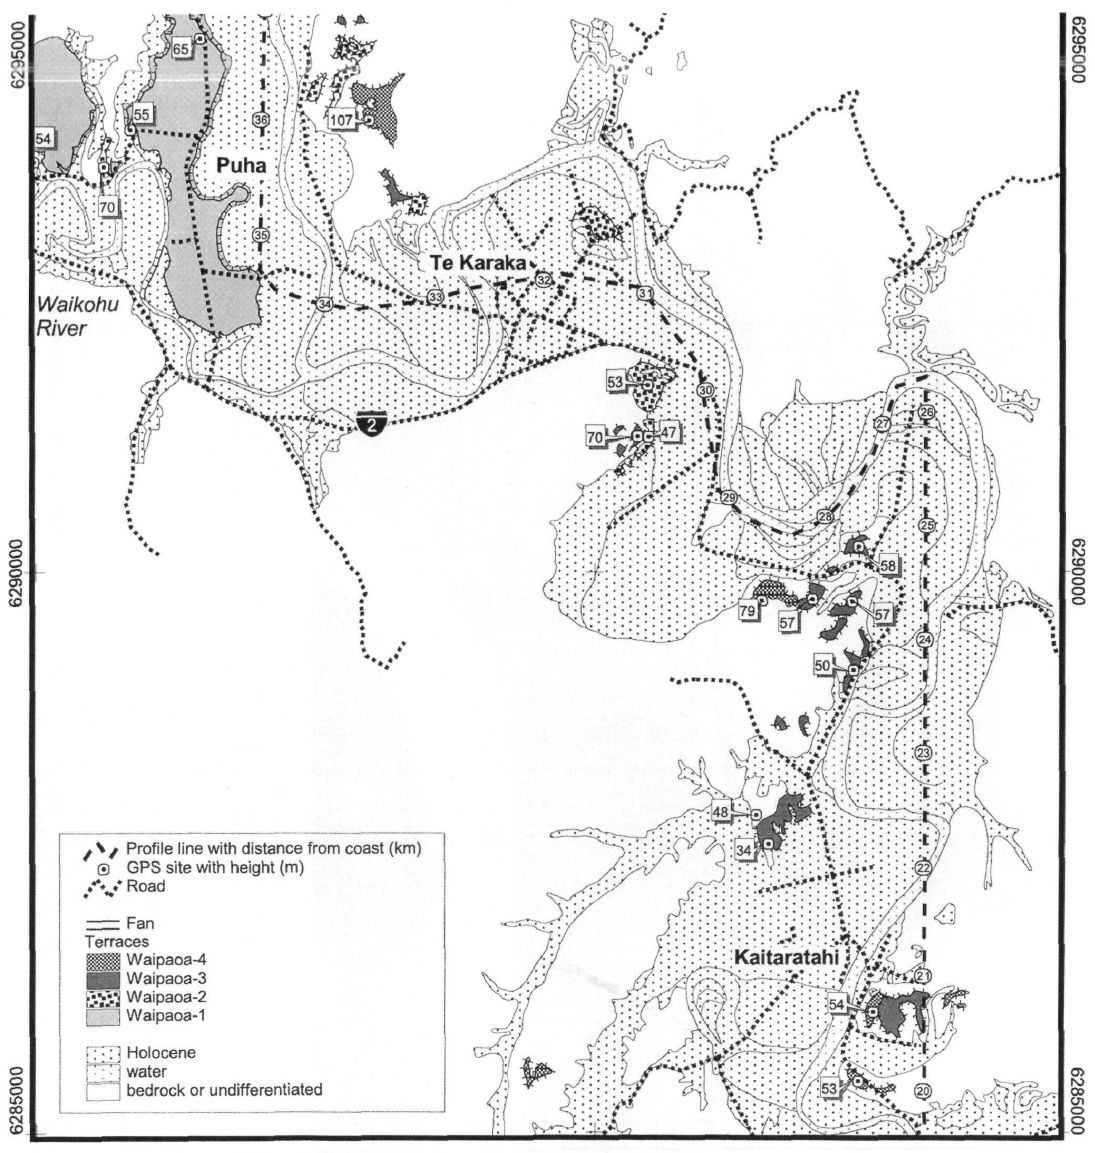 6295000
6295000
65
36
107
55
54
Puha
70
35
Te Karaka
32
31
33
34
Waikohu
River
53
30
2
26
27
70
47
29
28
25
58
6290000
6290000
79
57
57
24
50
23
48
34
22
Profile line with distance from coast (km)
GPS site with height (m)
Road
Fan
Terraces
Waipaoa-4
Waipaoa-3
Waipaoa-2
Waipaoa-1
Holocene
water
bedrock or undifferentiated
Kaitaratahi
21
54
53
20
6285000
6285000